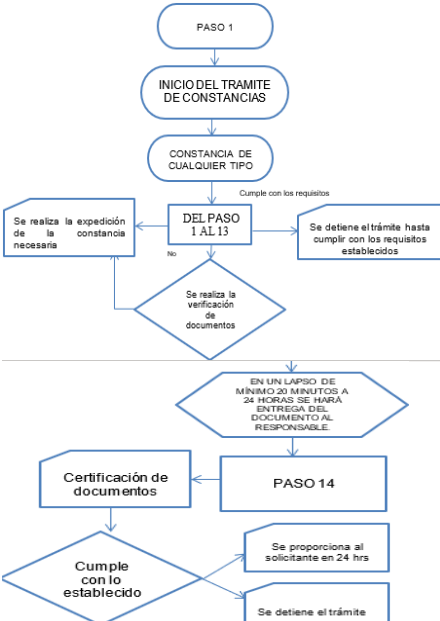 PASO 1
INICIO DEL TRAMITE
DE CONSTANCIAS
CONSTANCIA DE
CUALQUIER TIPO
Cumple con los requisitos
Se realiza la expedición
de la constancia
necesaria
DEL PASO
1 AL 13
Se detiene el trámite hasta
cumplir con los requisitos
establecidos
No
Se realiza la
verificación
de
documentos
EN UN LAPSO DE
MÍNIMO 20 MINUTOS A
24 HORAS SE HARÁ
ENTREGA DEL
DOCUMENTO AL
RESPONSABLE.
Certificación de
documentos
PASO 14
Cumple
con lo
establecido
Se proporciona al
solicitante en 24 hrs
Se detiene el trámite